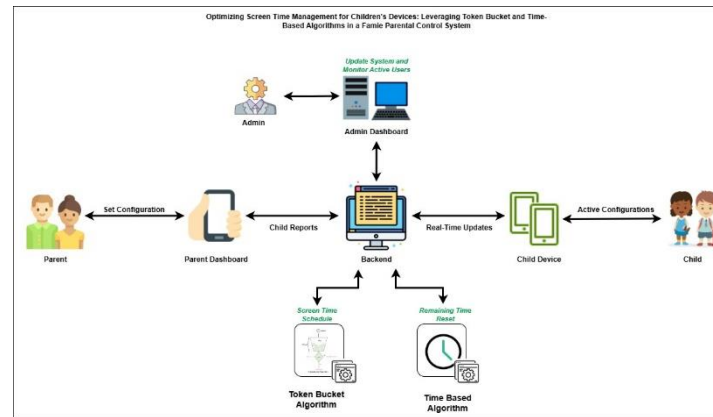 Optimizing Screen Time Management for Children's Devices: Leveraging Token Bucket and Time-
Based Algorithms in a Famie Parental Control System
Update System and
Monitor Active Users
Admin
Admin Dashboard
Set Configuration
Child Reports
Real-Time Updates
Active Configurations
Parent
Parent Dashboard
Backend
Child Device
Child
Screen Time
Schedule
Remaining Time
Reset
Token Bucket
Algorithm
Time Based
Algorithm